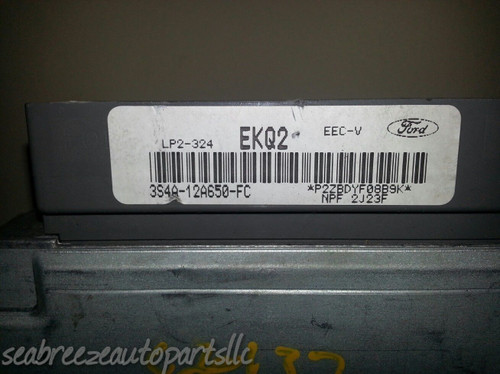 LP2-324 EKQ2 EEC-V Ford
3S4A-12A650-FC *P2ZBDYF08B9K*
NPF 2J23F
seabreezeautopartsllc